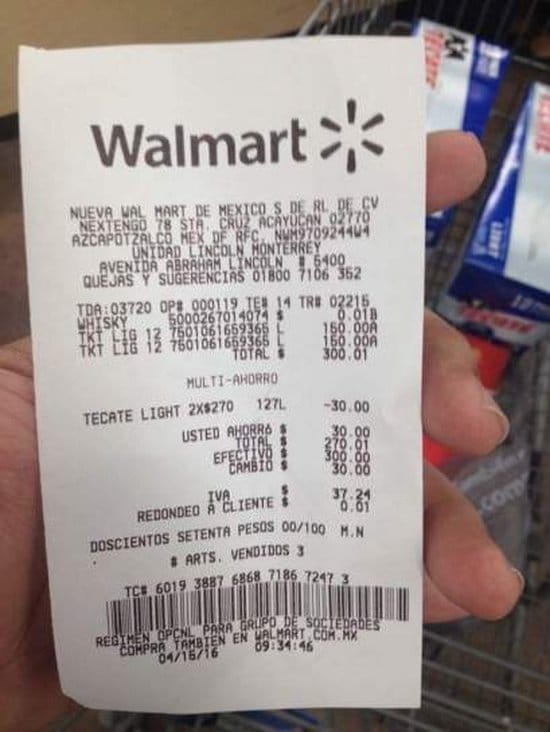 Walmart
NUEVA WAL MART DE MEXICO S DE RL DE CV
NEXTENGO 78 STA. CRUZ ACAYUCAN 02770
AZCAPOTZALCO MEX DF RFC NWM9709244W4
UNIDAD LINCOLN MONTERREY
AVENIDA ABRAHAM LINCOLN # 5400
QUEJAS Y SUGERENCIAS 01800 7106 352
TDA:03720 OP# 000119 TE# 14 TR# 02215
WHISKY 5000267014074 $ 0.01B
TKT LIG 12 7501061659365 L 150.00A
TKT LIG 12 7501061659365 L 150.00A
TOTAL $ 300.01
MULTI-AHORRO
TECATE LIGHT 2X$270 127L -30.00
USTED AHORRó $ 30.00
TOTAL $ 270.01
EFECTIVO $ 300.00
CAMBIO $ 30.00
IVA $ 37.24
REDONDEO A CLIENTE $ 0.01
DOSCIENTOS SETENTA PESOS 00/100 M.N
# ARTS. VENDIDOS 3
TC# 6019 3887 6868 7186 7247 3
REGIMEN OPCNL PARA GRUPO DE SOCIEDADES
COMPRA TAMBIEN EN WALMART.COM.MX
04/16/16 09:34:46
TECATE
LIGHT
TECATE
.com